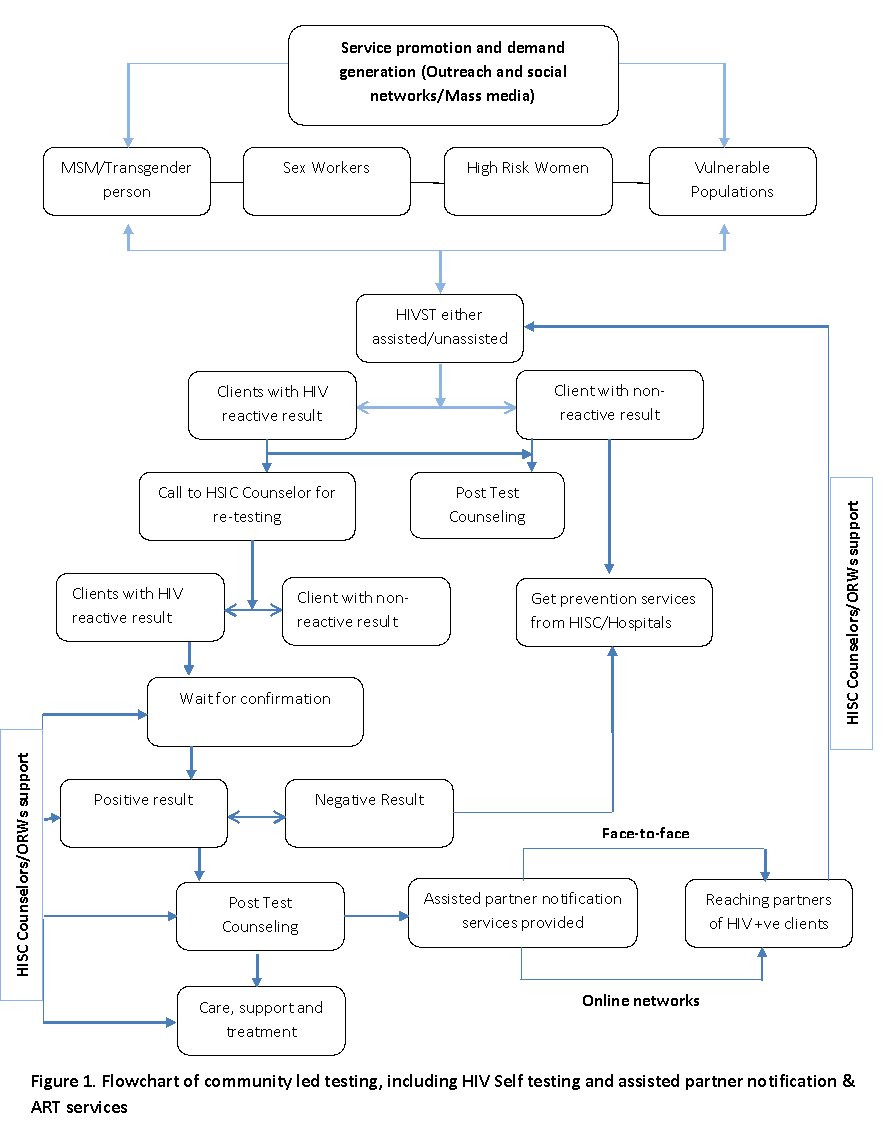 Service promotion and demand
generation (Outreach and social
networks/Mass media)
MSM/Transgender
person
Sex Workers
High Risk Women
Vulnerable
Populations
HIVST either
assisted/unassisted
Clients with HIV
reactive result
Client with non-
reactive result
Call to HSIC Counselor for
re-testing
Post Test
Counseling
HISC Counselors/ORWs support
Clients with HIV
reactive result
Client with non-
reactive result
Get prevention services
from HISC/Hospitals
Wait for confirmation
HISC Counselors/ORWs support
Positive result
Negative Result
Face-to-face
Post Test
Counseling
Assisted partner notification
services provided
Reaching partners
of HIV +ve clients
Online networks
Care, support and
treatment
Figure 1. Flowchart of community led testing, including HIV Self testing and assisted partner notification &
ART services